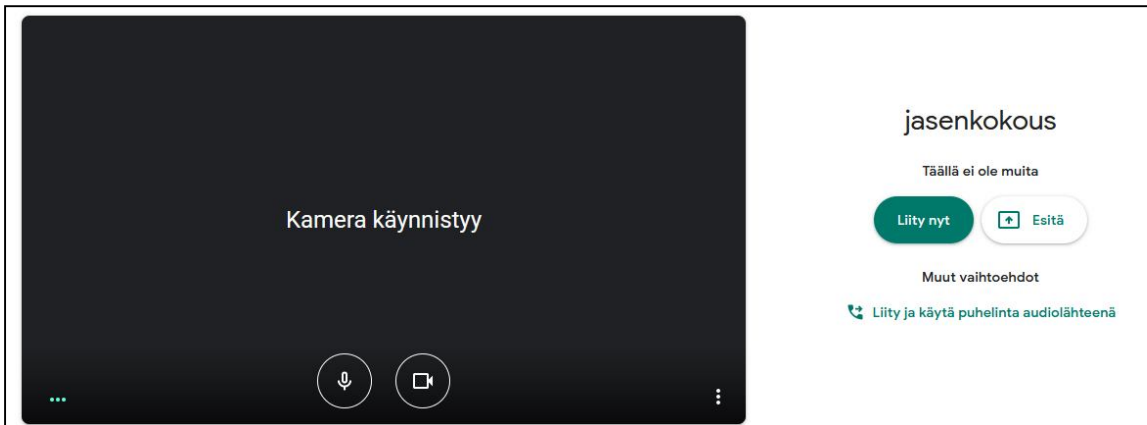 Kamera käynnistyy
jasenkokous
Täällä ei ole muita
Liity nyt
Esitä
Muut vaihtoehdot
Liity ja käytä puhelinta audiolähteenä